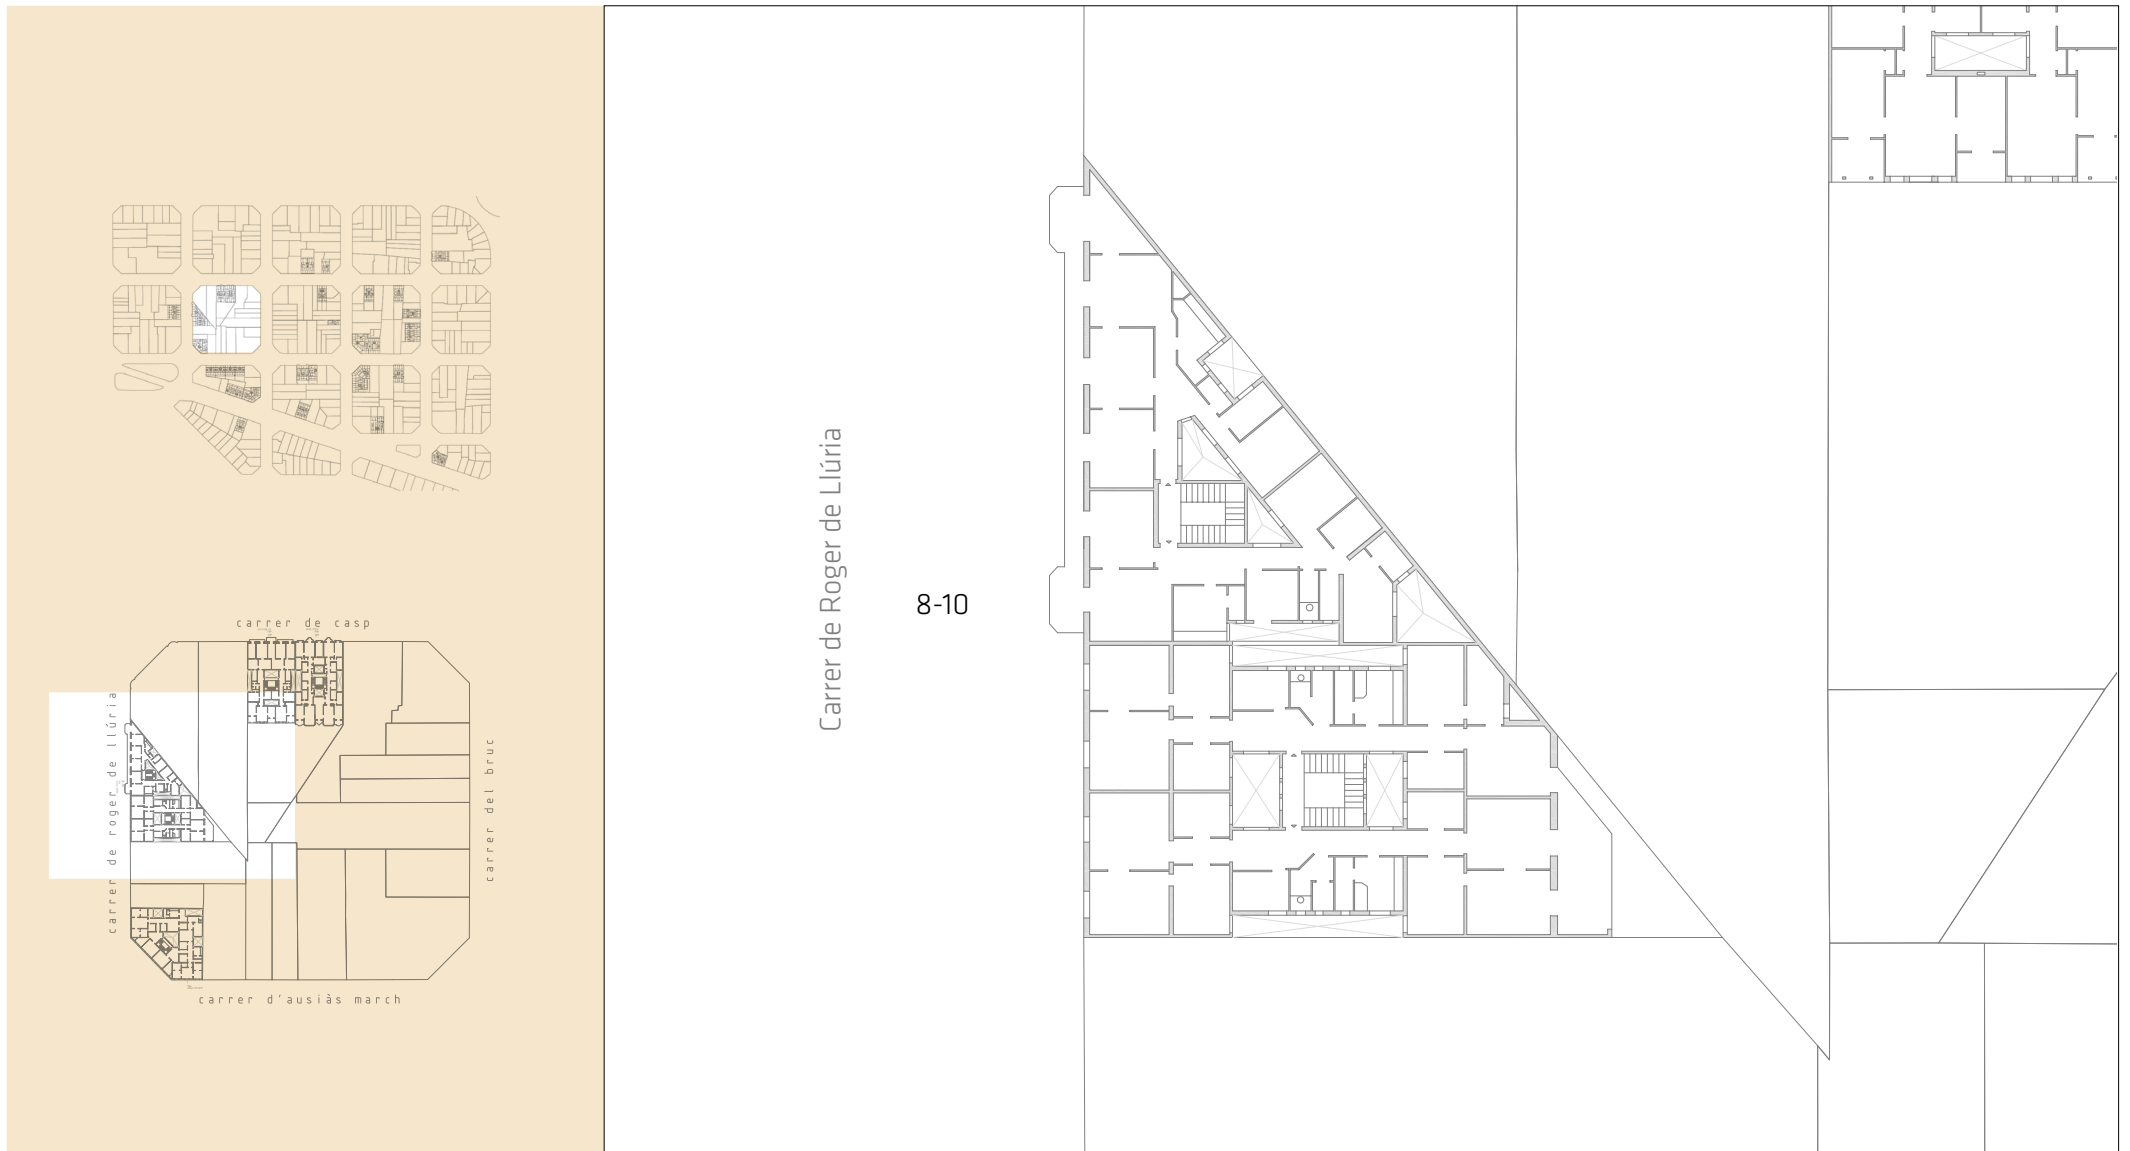 carrer de casp
carrer de roger de llúria
carrer del bruc
carrer d'ausiàs march
Carrer de Roger de Llúria
8-10